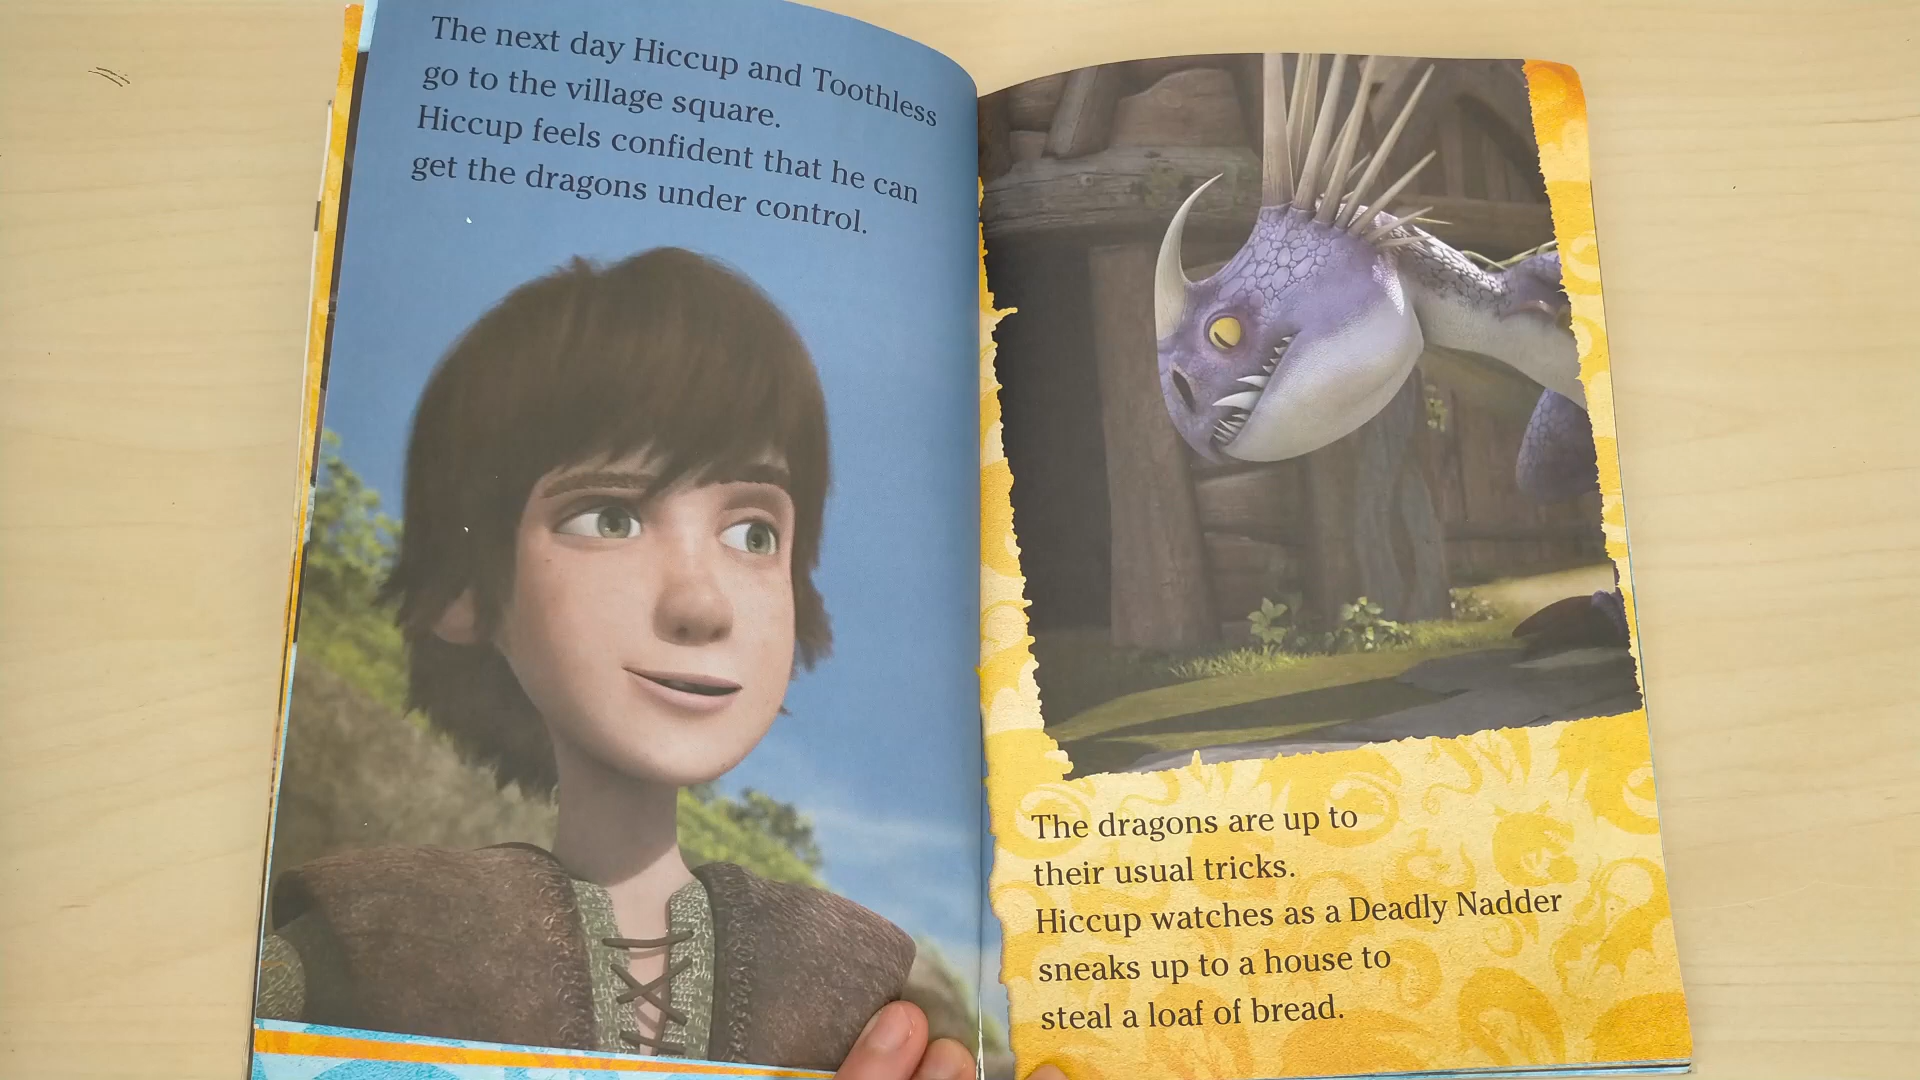 The next day Hiccup and Toothless
go to the village square.
Hiccup feels confident that he can
get the dragons under control.
The dragons are up to
their usual tricks.
Hiccup watches as a Deadly Nadder
sneaks up to a house to
steal a loaf of bread.